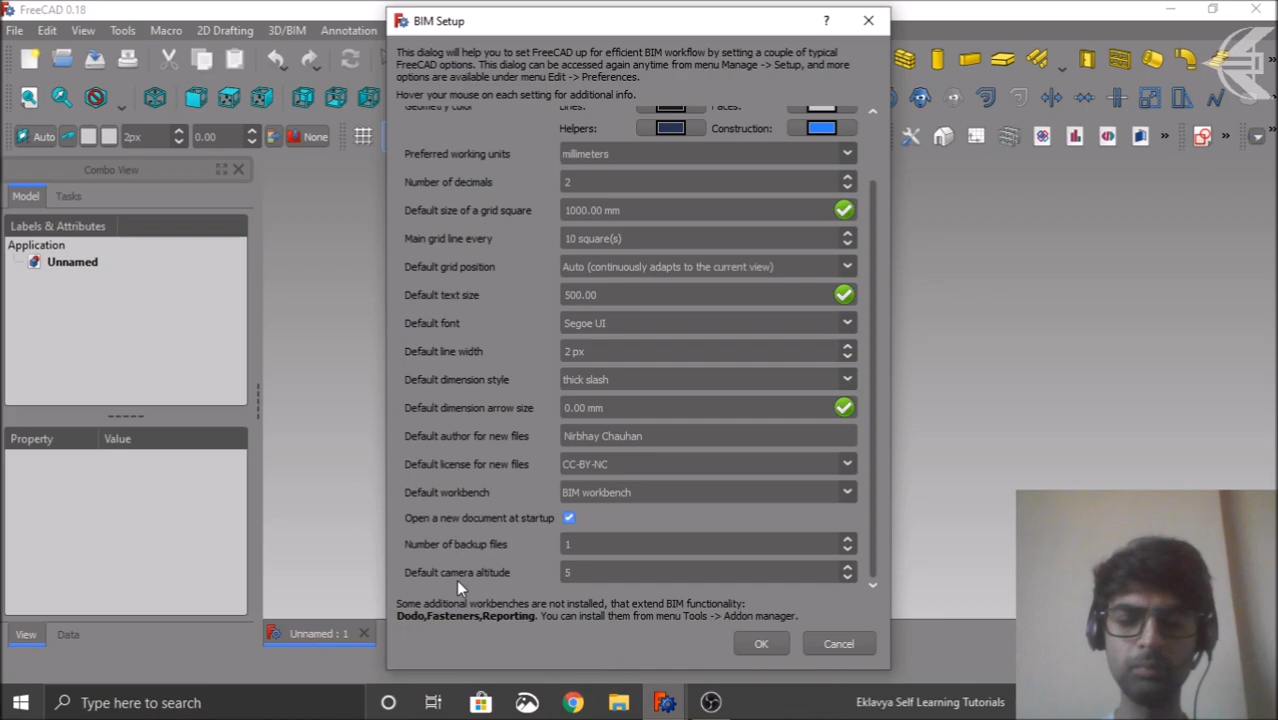 FreeCAD 0.18
BIM Setup
File Edit View Tools Macro 2D Drafting 3D/BIM Annotation
This dialog will help you to set FreeCAD up for efficient BIM workflow by setting a couple of typical
FreeCAD options. This dialog can be accessed again anytime from menu Manage -> Setup, and more
options are available under menu Edit -> Preferences.
Hover your mouse on each setting for additional info.
Lines: Faces:
Helpers: Construction:
Auto 2px 0.00 None
Combo View
Model Tasks
Labels & Attributes
Application
Unnamed
Property Value
Preferred working units millimeters
Number of decimals 2
Default size of a grid square 1000.00 mm
Main grid line every 10 square(s)
Default grid position Auto (continuously adapts to the current view)
Default text size 500.00
Default font Segoe UI
Default line width 2 px
Default dimension style thick slash
Default dimension arrow size 0.00 mm
Default author for new files Nirbhay Chauhan
Default license for new files CC-BY-NC
Default workbench BIM workbench
Open a new document at startup
Number of backup files 1
Default camera altitude 5
Some additional workbenches are not installed, that extend BIM functionality:
Dodo,Fasteners,Reporting. You can install them from menu Tools -> Addon manager.
OK Cancel
View Data
Unnamed : 1
Type here to search
Eklavya Self Learning Tutorials